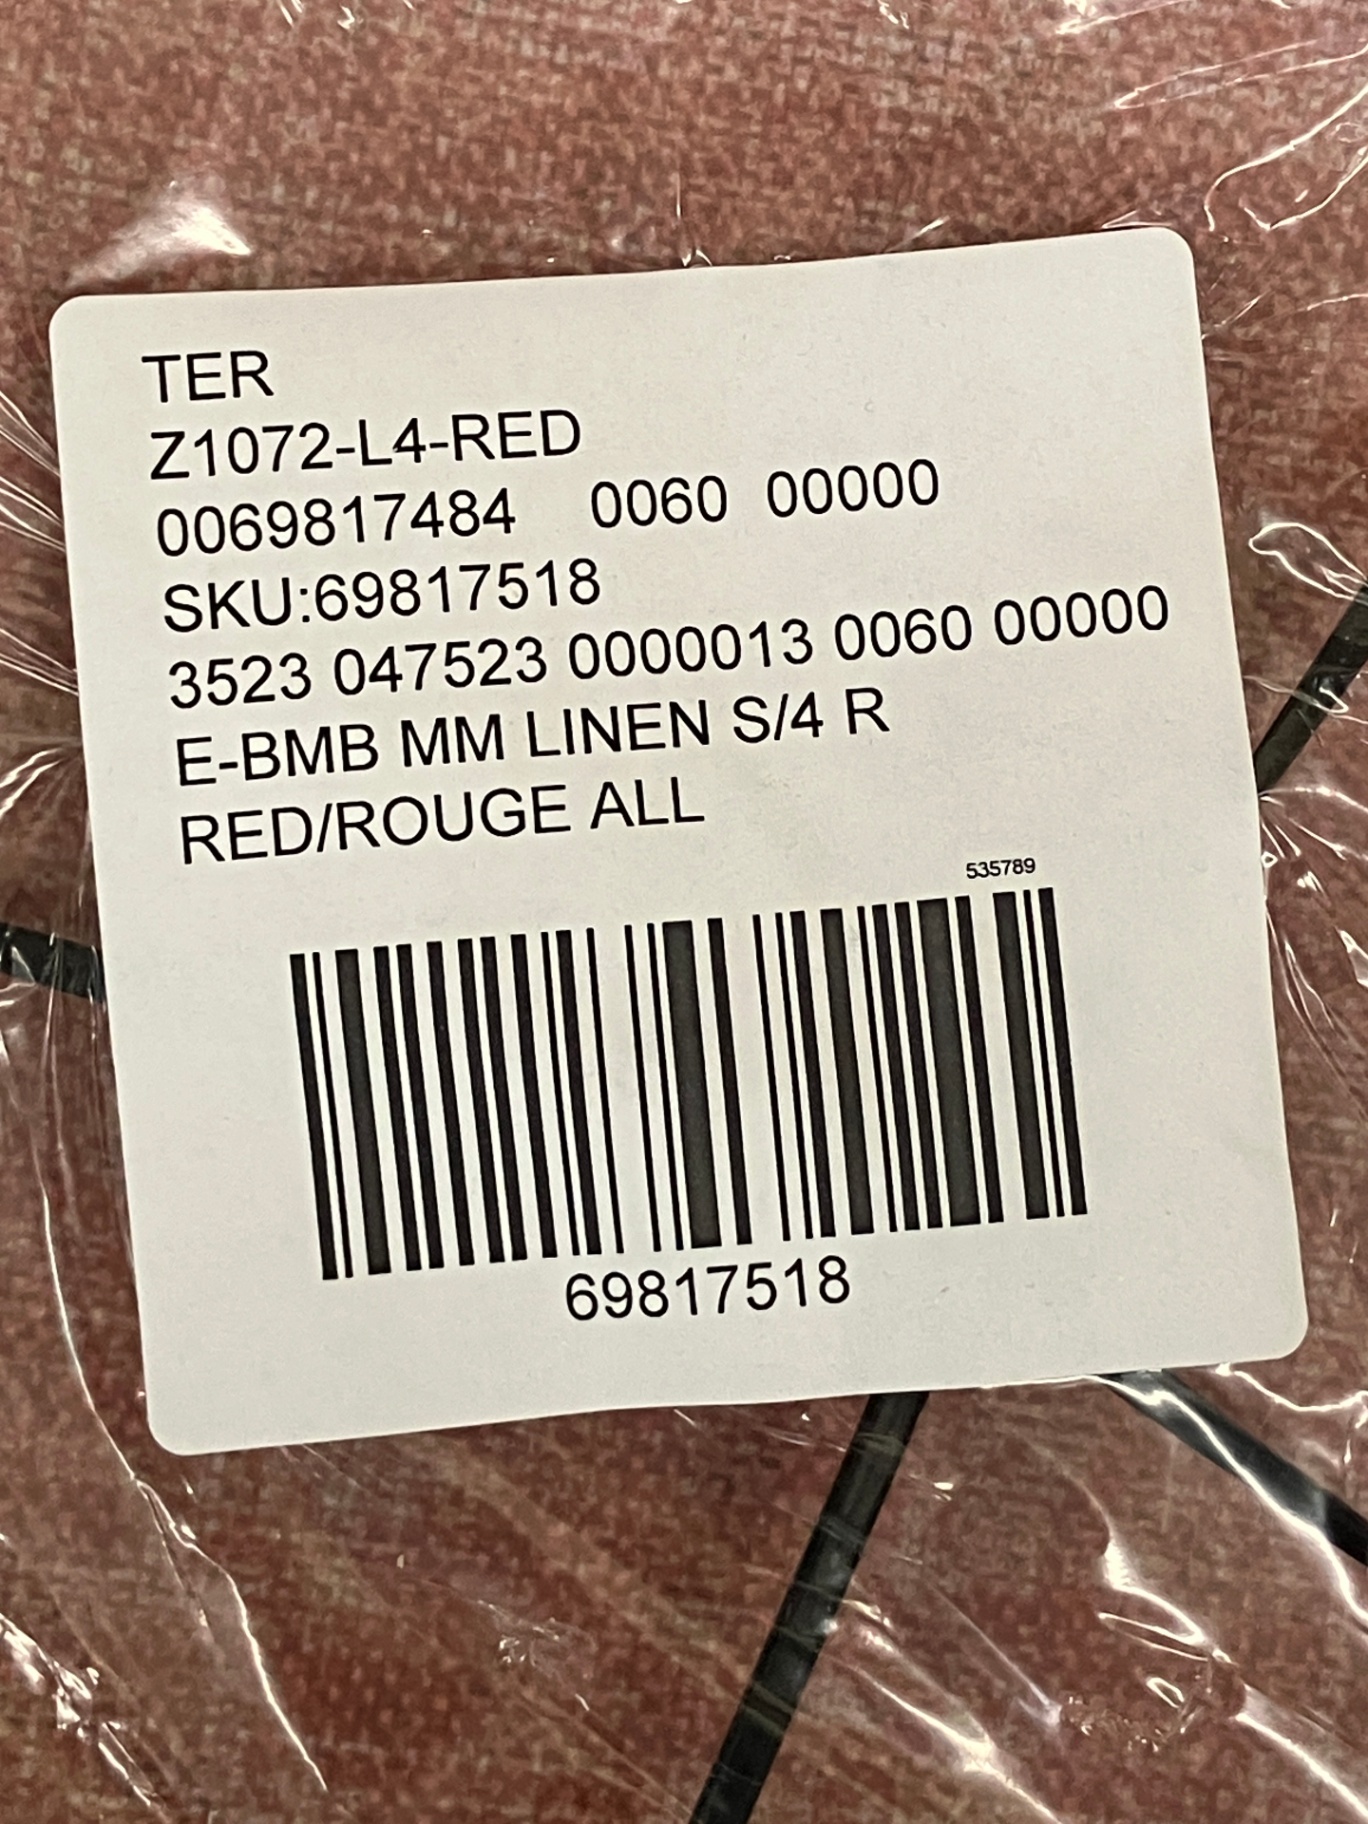 TER
Z1072-L4-RED
0069817484 0060 00000
SKU:69817518
3523 047523 0000013 0060 00000
E-BMB MM LINEN S/4 R
RED/ROUGE ALL
535789
69817518